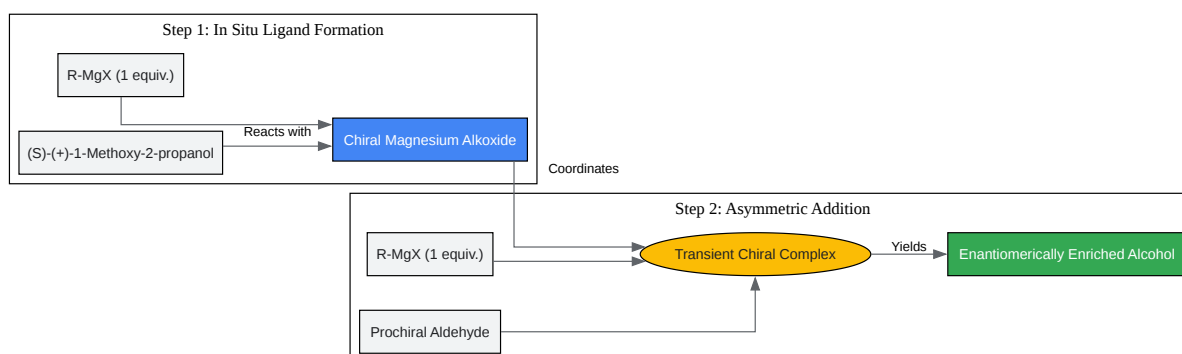 Step 1: In Situ Ligand Formation
R-MgX (1 equiv.)
(S)-(+)-1-Methoxy-2-propanol
Reacts with
Chiral Magnesium Alkoxide
Coordinates
Step 2: Asymmetric Addition
R-MgX (1 equiv.)
Transient Chiral Complex
Yields
Enantiomerically Enriched Alcohol
Prochiral Aldehyde